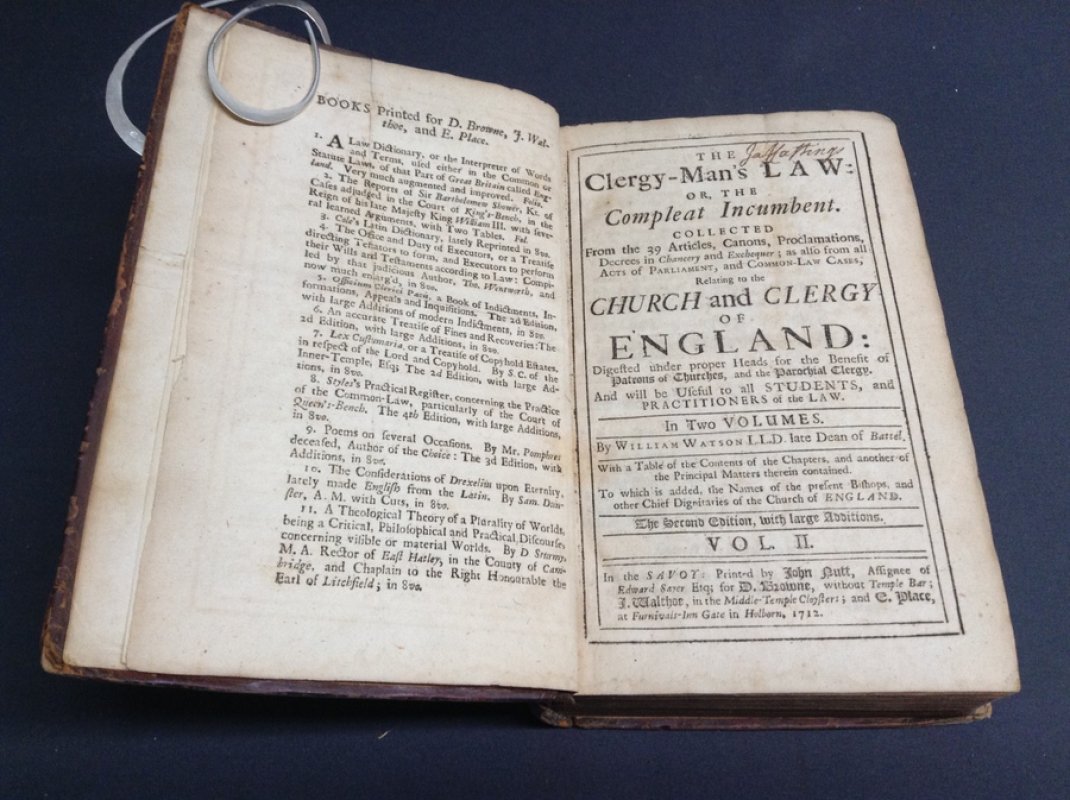 BOOKS Printed for D. Browne, J. Wal-
thoe, and E. Place.
1. A Law Dictionary, or the Interpreter of Words
and Terms, used either in the Common or
Statute Laws, of that Part of Great Britain called Eng-
land. Very much augmented and improved. Folio.
2. The Reports of Sir Bartholomew Shower, Kt. of
Cases adjudged in the Court of King's-Bench, in the
Reign of his late Majesty King William III. with seve-
ral learned Arguments, with Two Tables. Fol.
3. Cole's Latin Dictionary, lately Reprinted in 8vo.
4. The Office and Duty of Executors, or a Treatise
directing Testators to form, and Executors to perform
their Wills and Testaments according to Law: Compi-
led by that judicious Author, Tho. Wentworth, and
now much enlarg'd, in 8vo.
5. Officium Clerici Pacis, a Book of Indictments, In-
formations, Appeals and Inquisitions. The 2d Edition,
with large Additions of modern Indictments, in 8vo.
6. An accurate Treatise of Fines and Recoveries: The
2d Edition, with large Additions, in 8vo.
7. Lex Custumaria, or a Treatise of Copyhold Estates,
in respect of the Lord and Copyhold. By S. C. of the
Inner-Temple, Esq; The 2d Edition, with large Ad-
ditions, in 8vo.
8. Styles's Practical Register, concerning the Practice
of the Common-Law, particularly of the Court of
Queen's-Bench. The 4th Edition, with large Additions,
in 8vo.
9. Poems on several Occasions. By Mr. Pomphret
deceased, Author of the Choice: The 3d Edition, with
Additions, in 8vo.
10. The Considerations of Drexelius upon Eternity,
lately made English from the Latin. By Sam. Dun-
ster, A. M. with Cuts, in 8vo.
11. A Theological Theory of a Plurality of Worlds,
being a Critical, Philosophical and Practical Discourse,
concerning visible or material Worlds. By D Sturmy,
M. A. Rector of East Hatley, in the County of Cam-
bridge, and Chaplain to the Right Honourable the
Earl of Litchfield; in 8vo.
Ja Hastings
THE
Clergy-Man's LAW:
OR, THE
Compleat Incumbent.
COLLECTED
From the 39 Articles, Canons, Proclamations,
Decrees in Chancery and Exchequer; as also from all
ACTS OF PARLIAMENT, and COMMON-LAW CASES,
Relating to the
CHURCH and CLERGY
OF
ENGLAND:
Digested under proper Heads for the Benefit of
Patrons of Churches, and the Parochial Clergy.
And will be Useful to all STUDENTS, and
PRACTITIONERS of the LAW.
In Two VOLUMES.
By WILLIAM WATSON LL.D. late Dean of Battel.
With a Table of the Contents of the Chapters, and another of
the Principal Matters therein contained.
To which is added, the Names of the present Bishops, and
other Chief Dignitaries of the Church of ENGLAND.
The Second Edition, with large Additions.
VOL. II.
In the SAVOY: Printed by John Nutt, Assignee of
Edward Sayer Esq; for D. Browne, without Temple Bar;
J. Walthoe, in the Middle-Temple Cloysters; and E. Place,
at Furnivals-Inn Gate in Holborn, 1712.